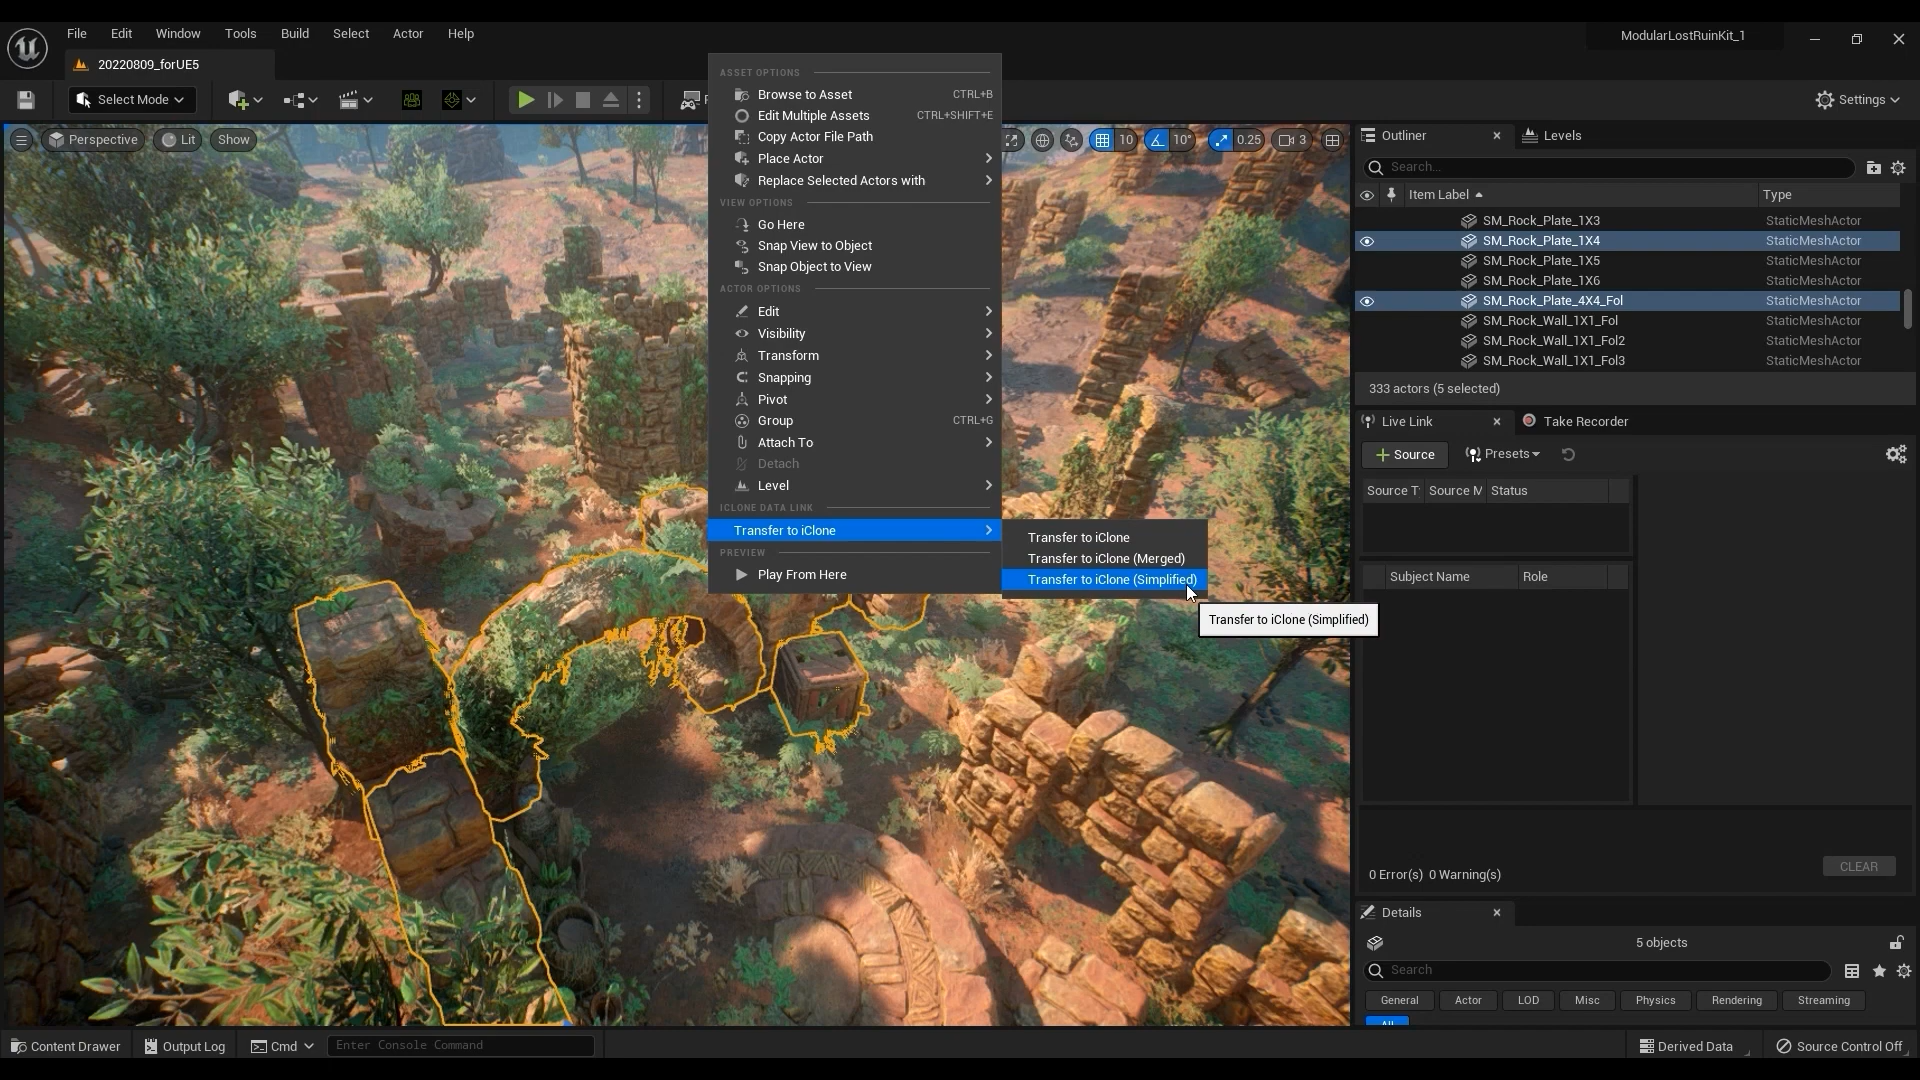 File Edit Window Tools Build Select Actor Help
ModularLostRuinKit_1
20220809_forUE5
Select Mode
Settings
Perspective Lit Show
10 10° 0.25 3
ASSET OPTIONS
Browse to Asset CTRL+B
Edit Multiple Assets CTRL+SHIFT+E
Copy Actor File Path
Place Actor
Replace Selected Actors with
VIEW OPTIONS
Go Here
Snap View to Object
Snap Object to View
ACTOR OPTIONS
Edit
Visibility
Transform
Snapping
Pivot
Group CTRL+G
Attach To
Detach
Level
ICLONE DATA LINK
Transfer to iClone
PREVIEW
Play From Here
Transfer to iClone
Transfer to iClone (Merged)
Transfer to iClone (Simplified)
Transfer to iClone (Simplified)
Outliner Levels
Search...
Item Label Type
SM_Rock_Plate_1X3 StaticMeshActor
SM_Rock_Plate_1X4 StaticMeshActor
SM_Rock_Plate_1X5 StaticMeshActor
SM_Rock_Plate_1X6 StaticMeshActor
SM_Rock_Plate_4X4_Fol StaticMeshActor
SM_Rock_Wall_1X1_Fol StaticMeshActor
SM_Rock_Wall_1X1_Fol2 StaticMeshActor
SM_Rock_Wall_1X1_Fol3 StaticMeshActor
333 actors (5 selected)
Live Link Take Recorder
+ Source Presets
Source T Source M Status
Subject Name Role
0 Error(s) 0 Warning(s)
CLEAR
Details
5 objects
Search
General Actor LOD Misc Physics Rendering Streaming
All
Content Drawer Output Log Cmd Enter Console Command Derived Data Source Control Off